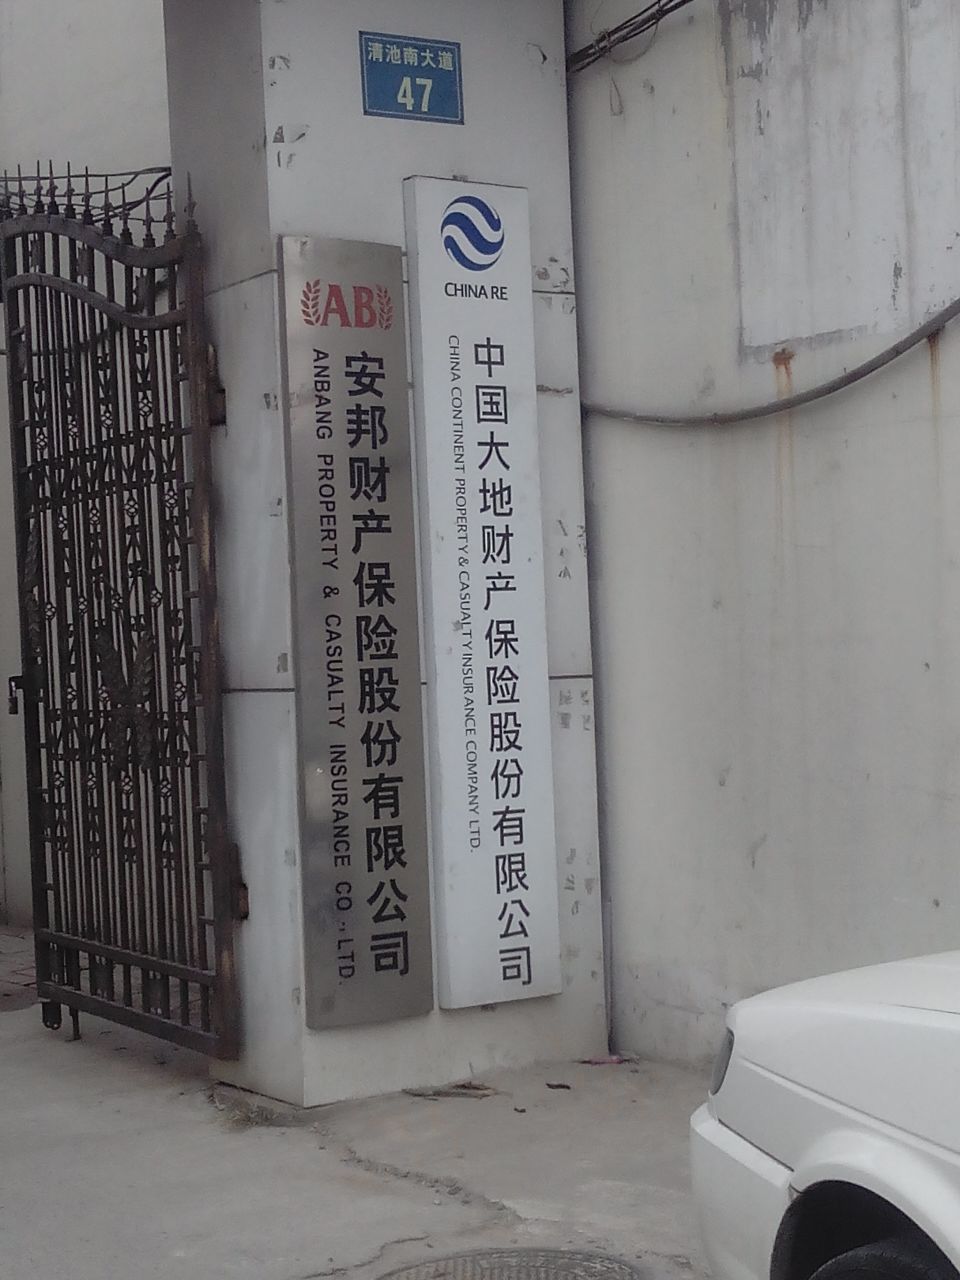 清池南大道
47
AB
安邦财产保险股份有限公司
ANBANG PROPERTY & CASUALTY INSURANCE CO., LTD.
CHINA RE
中国大地财产保险股份有限公司
CHINA CONTINENT PROPERTY & CASUALTY INSURANCE COMPANY LTD.